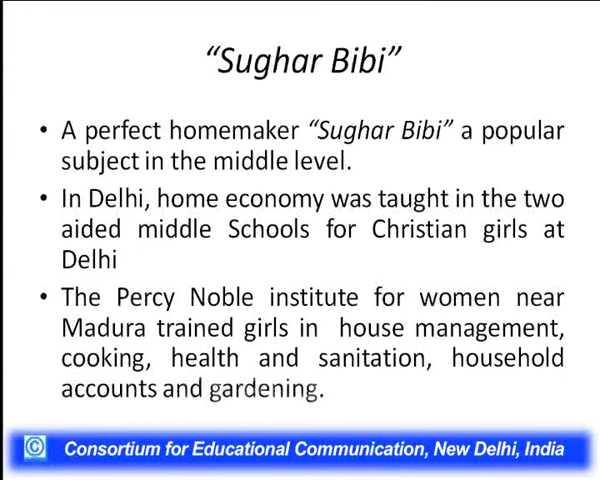 “Sughar Bibi”
• A perfect homemaker “Sughar Bibi” a popular
subject in the middle level.
• In Delhi, home economy was taught in the two
aided middle Schools for Christian girls at
Delhi
• The Percy Noble institute for women near
Madura trained girls in house management,
cooking, health and sanitation, household
accounts and gardening.
© Consortium for Educational Communication, New Delhi, India